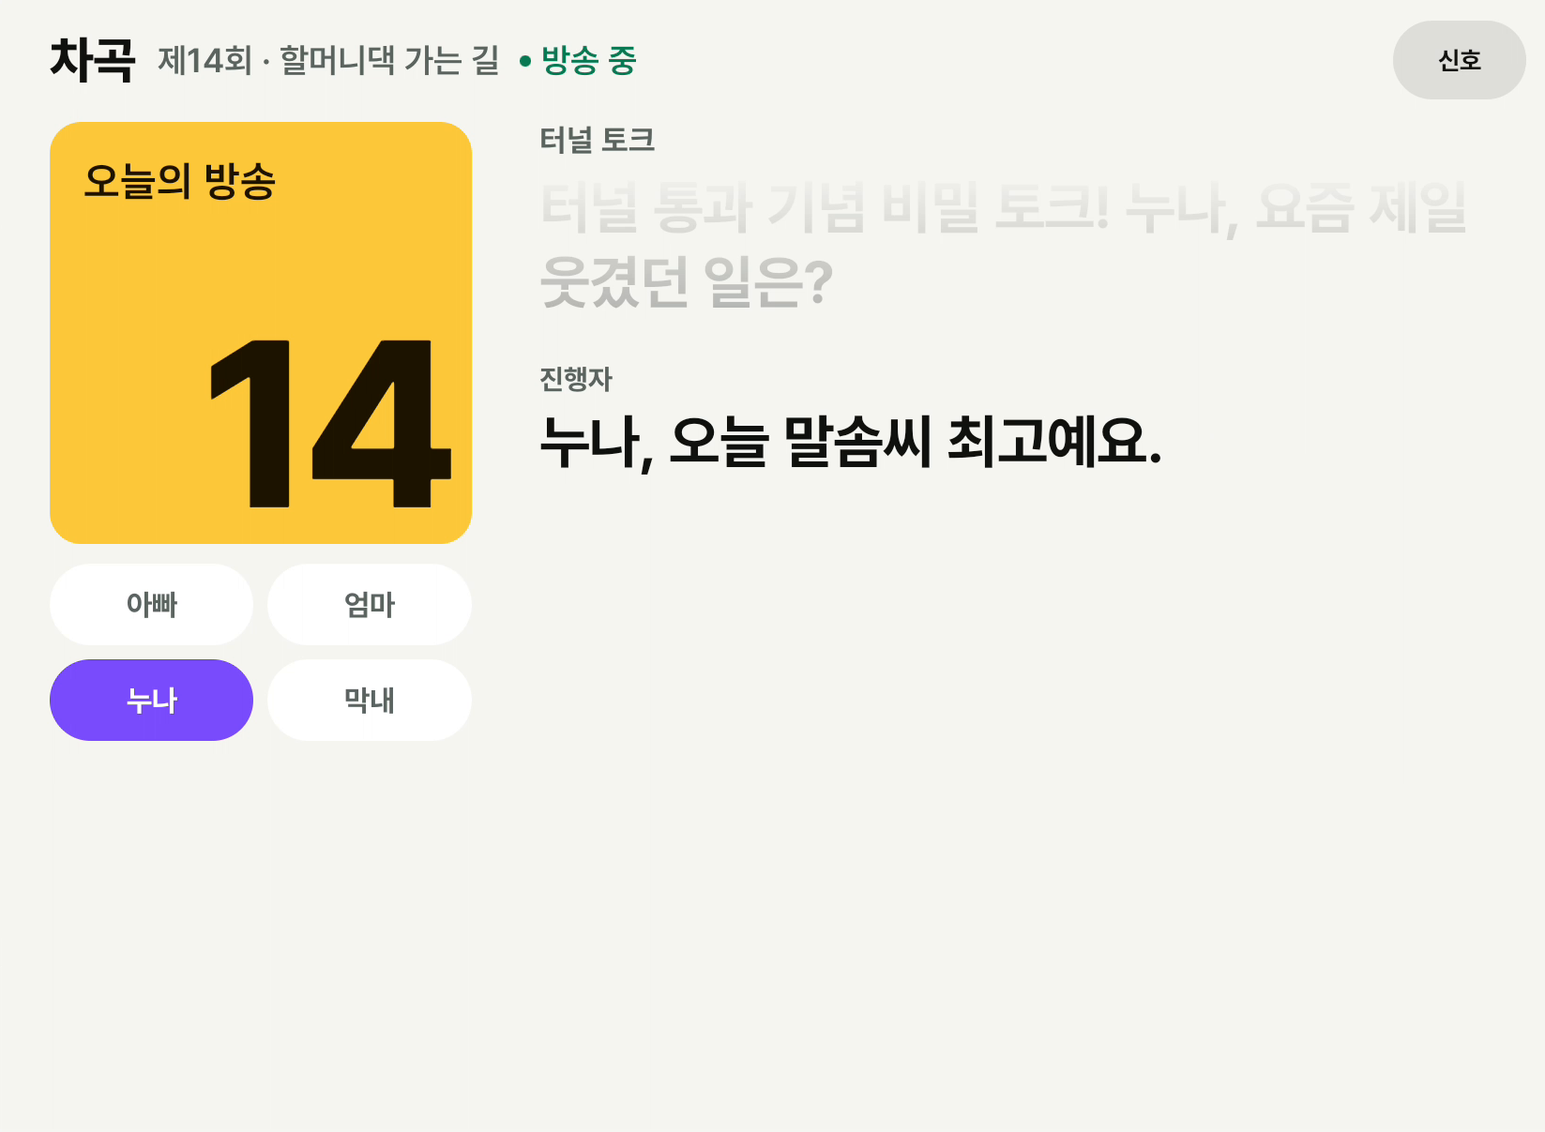 차곡 제14회 · 할머니댁 가는 길 • 방송 중
신호
오늘의 방송
14
아빠
엄마
누나
막내
터널 토크
터널 통과 기념 비밀 토크! 누나, 요즘 제일
웃겼던 일은?
진행자
누나, 오늘 말솜씨 최고예요.